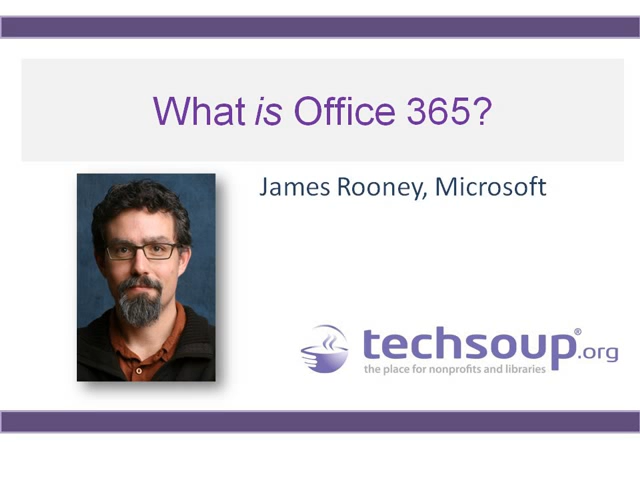 What is Office 365?
James Rooney, Microsoft
techsoup®.org
the place for nonprofits and libraries